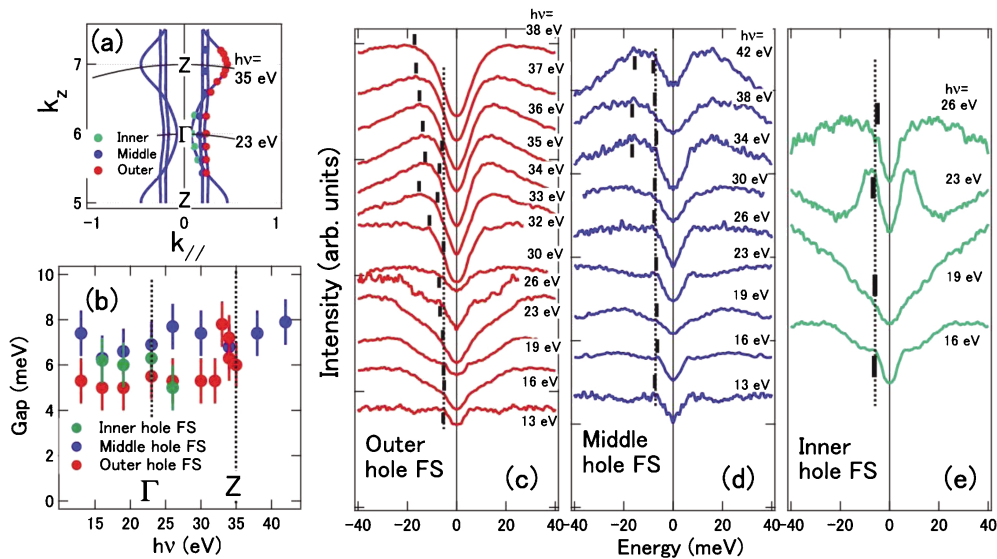 (a)
Z
hν=
35 eV
Γ
23 eV
Z
Inner
Middle
Outer
7
6
5
kz
-1
0
1
k//
(b)
10
8
6
4
2
0
Gap (meV)
Inner hole FS
Middle hole FS
Outer hole FS
Γ
Z
15
20
25
30
35
40
hν (eV)
Intensity (arb. units)
hν=
38 eV
37 eV
36 eV
35 eV
34 eV
33 eV
32 eV
30 eV
26 eV
23 eV
19 eV
16 eV
13 eV
Outer
hole FS
(c)
−40
−20
0
20
40
hν=
42 eV
38 eV
34 eV
30 eV
26 eV
23 eV
19 eV
16 eV
13 eV
Middle
hole FS
(d)
−40
−20
0
20
40
Energy (meV)
hν=
26 eV
23 eV
19 eV
16 eV
Inner
hole FS
(e)
−40
−20
0
20
40